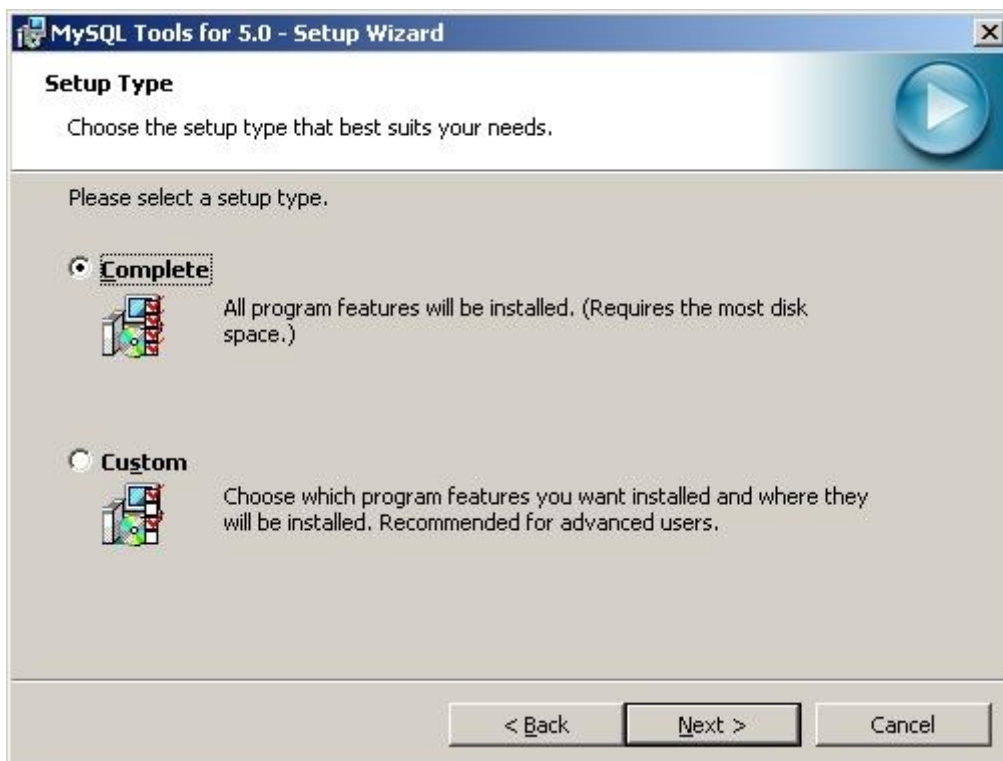 MySQL Tools for 5.0 - Setup Wizard
Setup Type
Choose the setup type that best suits your needs.
Please select a setup type.
Complete
All program features will be installed. (Requires the most disk
space.)
Custom
Choose which program features you want installed and where they
will be installed. Recommended for advanced users.
< Back
Next >
Cancel